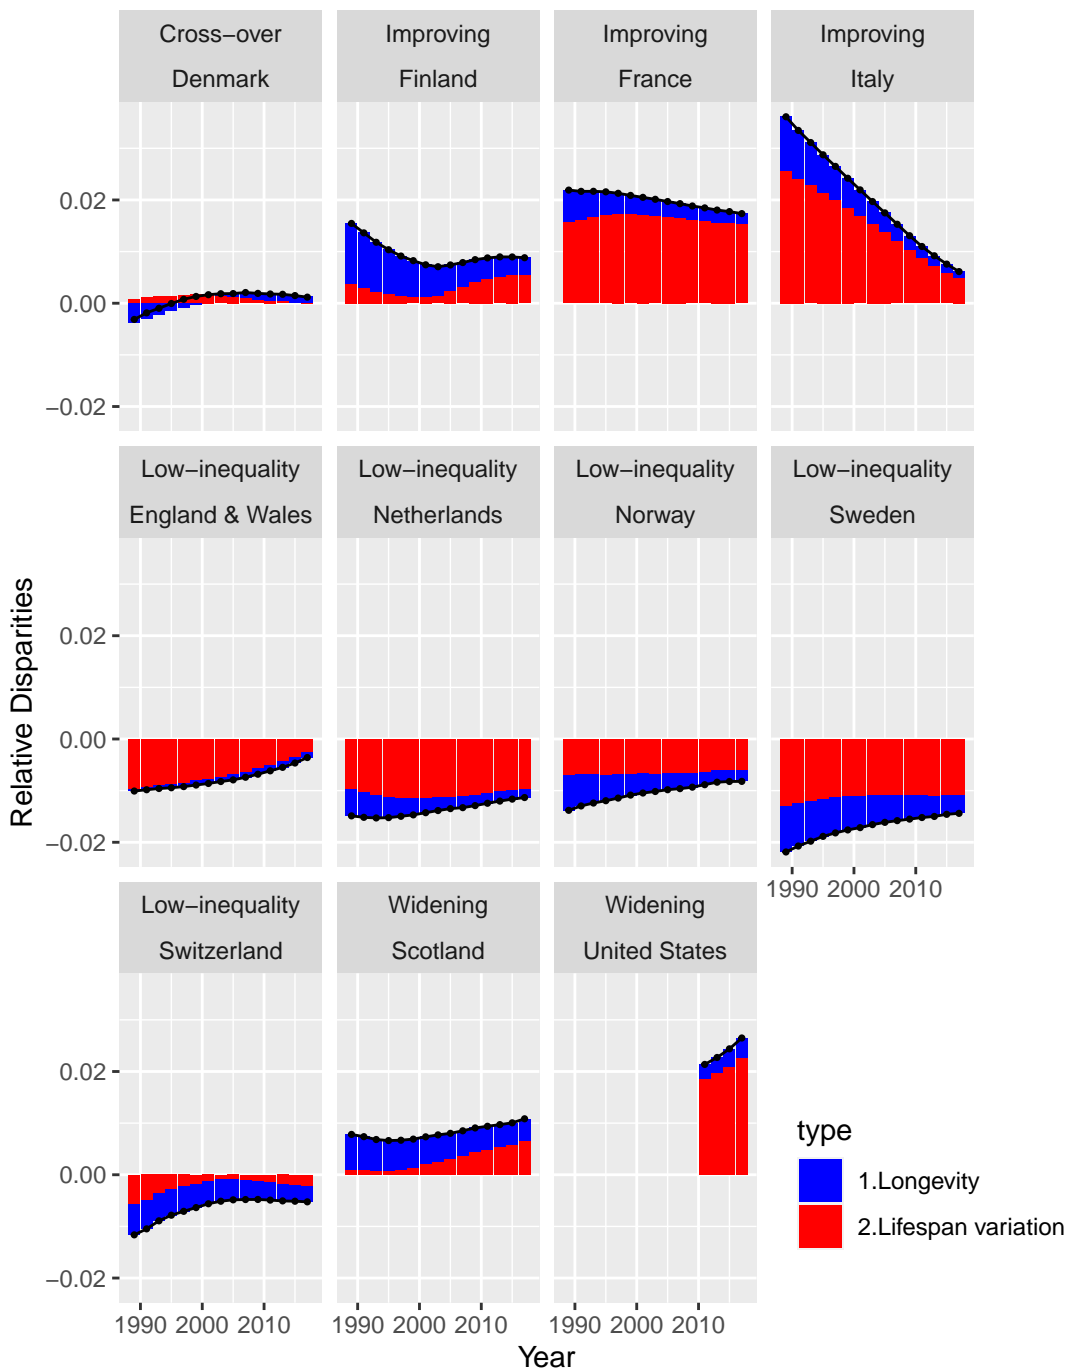 Cross−over
Denmark
Improving
Finland
Improving
France
Improving
Italy
0.02
0.00
−0.02
Low−inequality
England & Wales
Low−inequality
Netherlands
Low−inequality
Norway
Low−inequality
Sweden
0.02
0.00
−0.02
1990 2000 2010
Low−inequality
Switzerland
Widening
Scotland
Widening
United States
0.02
0.00
−0.02
1990 2000 2010
1990 2000 2010
1990 2000 2010
Year
Relative Disparities
type
1.Longevity
2.Lifespan variation